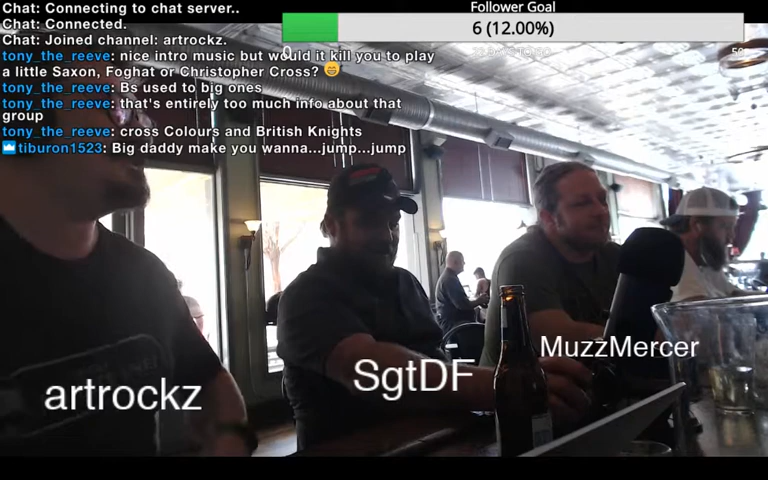 Chat: Connecting to chat server..
Chat: Connected.
Chat: Joined channel: artrockz.
tony_the_reeve: nice intro music but would it kill you to play
a little Saxon, Foghat or Christopher Cross? 😄
tony_the_reeve: Bs used to big ones
tony_the_reeve: that's entirely too much info about that
group
tony_the_reeve: cross Colours and British Knights
tiburon1523: Big daddy make you wanna...jump...jump
Follower Goal
6 (12.00%)
0
artrockz
SgtDF
MuzzMercer